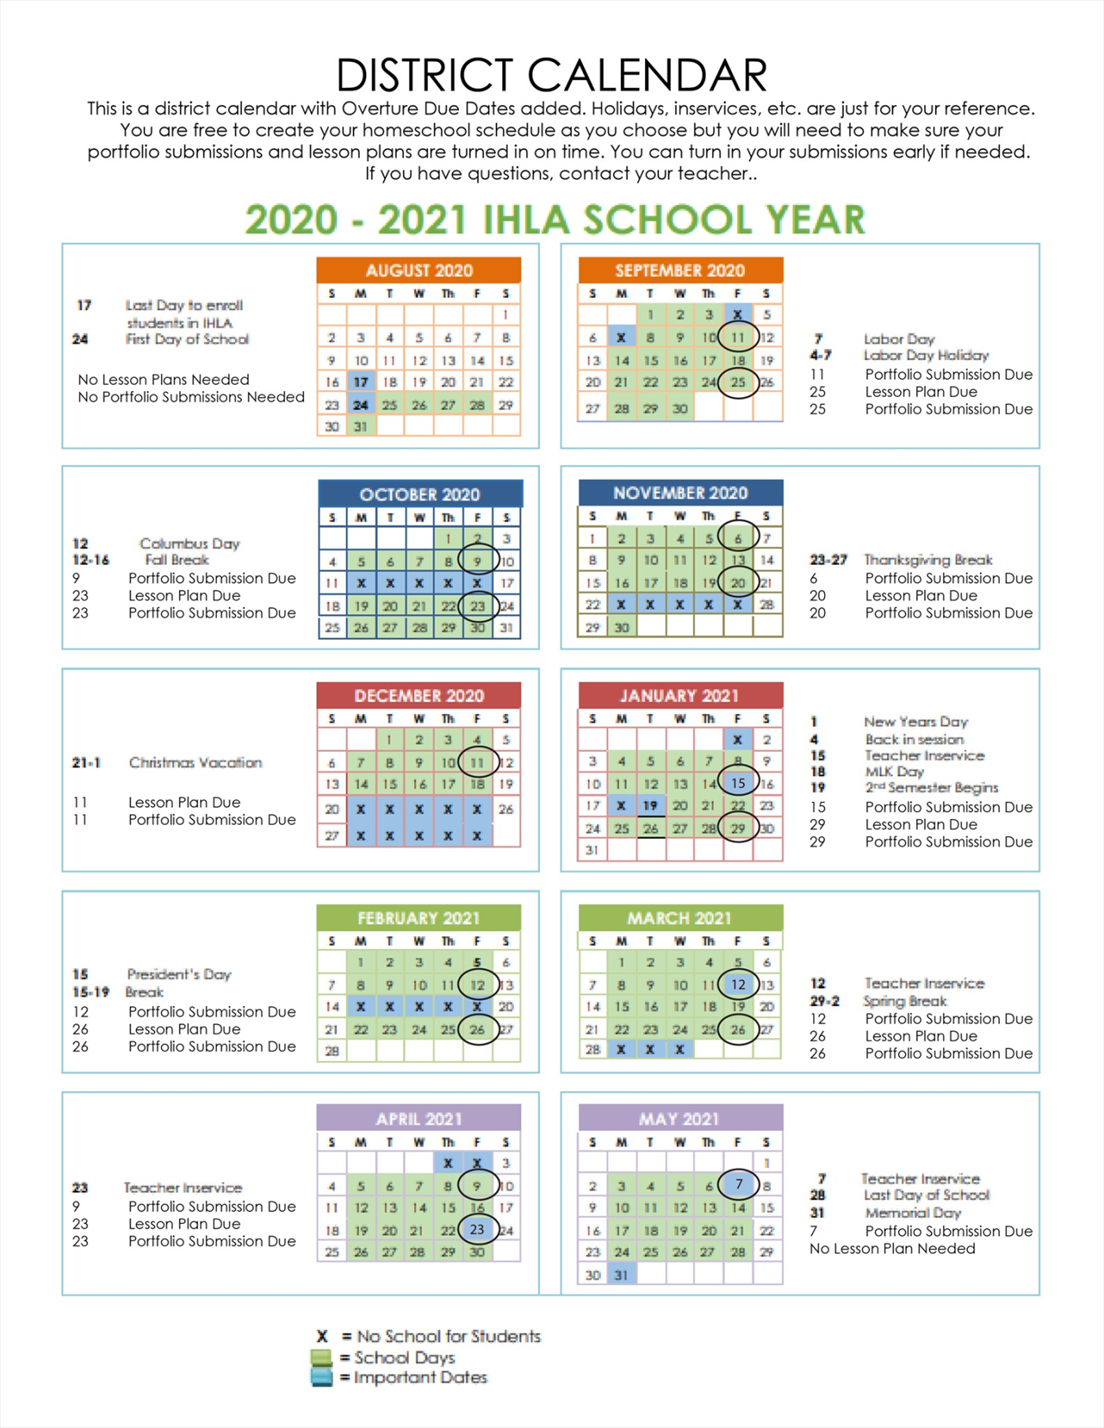 DISTRICT CALENDAR
This is a district calendar with Overture Due Dates added. Holidays, inservices, etc. are just for your reference.
You are free to create your homeschool schedule as you choose but you will need to make sure your
portfolio submissions and lesson plans are turned in on time. You can turn in your submissions early if needed.
If you have questions, contact your teacher..
2020 - 2021 IHLA SCHOOL YEAR
17 Last Day to enroll
students in IHLA
24 First Day of School
No Lesson Plans Needed
No Portfolio Submissions Needed
AUGUST 2020
S M T W Th F S
1
2 3 4 5 6 7 8
9 10 11 12 13 14 15
16 17 18 19 20 21 22
23 24 25 26 27 28 29
30 31
SEPTEMBER 2020
S M T W Th F S
1 2 3 X 5
6 X 8 9 10 11 12
13 14 15 16 17 18 19
20 21 22 23 24 25 26
27 28 29 30
7 Labor Day
4-7 Labor Day Holiday
11 Portfolio Submission Due
25 Lesson Plan Due
25 Portfolio Submission Due
12 Columbus Day
12-16 Fall Break
9 Portfolio Submission Due
23 Lesson Plan Due
23 Portfolio Submission Due
OCTOBER 2020
S M T W Th F S
1 2 3
4 5 6 7 8 9 10
11 X X X X X 17
18 19 20 21 22 23 24
25 26 27 28 29 30 31
NOVEMBER 2020
S M T W Th F S
1 2 3 4 5 6 7
8 9 10 11 12 13 14
15 16 17 18 19 20 21
22 X X X X X 28
29 30
23-27 Thanksgiving Break
6 Portfolio Submission Due
20 Lesson Plan Due
20 Portfolio Submission Due
21-1 Christmas Vacation
11 Lesson Plan Due
11 Portfolio Submission Due
DECEMBER 2020
S M T W Th F S
1 2 3 4 5
6 7 8 9 10 11 12
13 14 15 16 17 18 19
20 X X X X X 26
27 X X X X X
JANUARY 2021
S M T W Th F S
X 2
3 4 5 6 7 8 9
10 11 12 13 14 15 16
17 X 19 20 21 22 23
24 25 26 27 28 29 30
31
1 New Years Day
4 Back in session
15 Teacher Inservice
18 MLK Day
19 2nd Semester Begins
15 Portfolio Submission Due
29 Lesson Plan Due
29 Portfolio Submission Due
15 President's Day
15-19 Break
12 Portfolio Submission Due
26 Lesson Plan Due
26 Portfolio Submission Due
FEBRUARY 2021
S M T W Th F S
1 2 3 4 5 6
7 8 9 10 11 12 13
14 X X X X X 20
21 22 23 24 25 26 27
28
MARCH 2021
S M T W Th F S
1 2 3 4 5 6
7 8 9 10 11 12 13
14 15 16 17 18 19 20
21 22 23 24 25 26 27
28 X X X
12 Teacher Inservice
29-2 Spring Break
12 Portfolio Submission Due
26 Lesson Plan Due
26 Portfolio Submission Due
23 Teacher Inservice
9 Portfolio Submission Due
23 Lesson Plan Due
23 Portfolio Submission Due
APRIL 2021
S M T W Th F S
X X 3
4 5 6 7 8 9 10
11 12 13 14 15 16 17
18 19 20 21 22 23 24
25 26 27 28 29 30
MAY 2021
S M T W Th F S
1
2 3 4 5 6 7 8
9 10 11 12 13 14 15
16 17 18 19 20 21 22
23 24 25 26 27 28 29
30 31
7 Teacher Inservice
28 Last Day of School
31 Memorial Day
7 Portfolio Submission Due
No Lesson Plan Needed
X = No School for Students
= School Days
= Important Dates